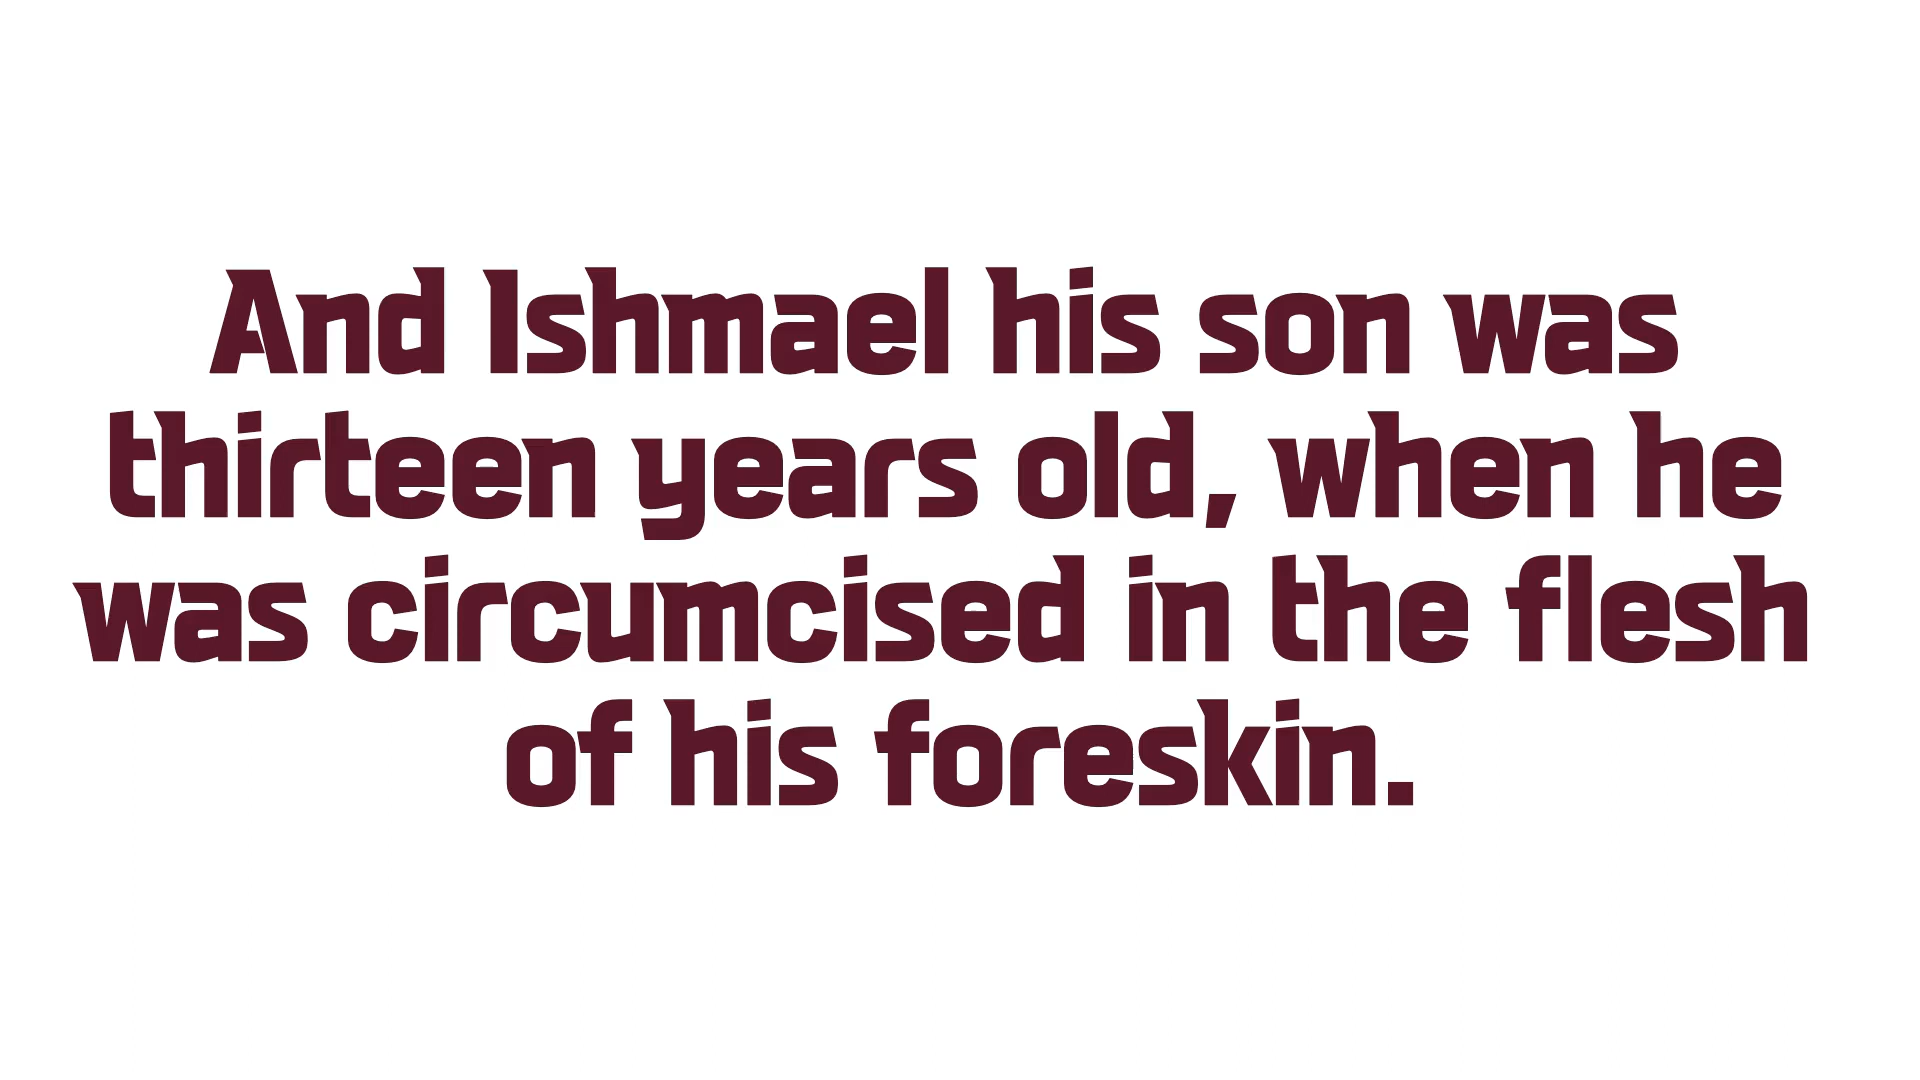 And Ishmael his son was
thirteen years old, when he
was circumcised in the flesh
of his foreskin.